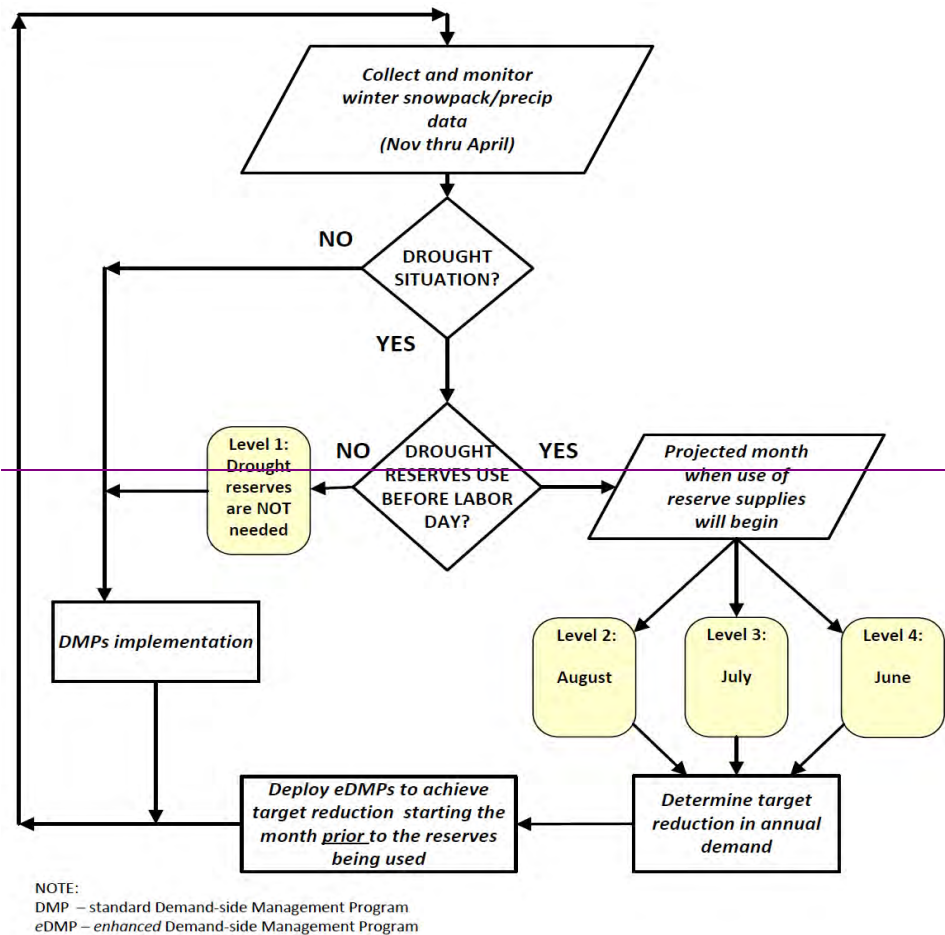 Collect and monitor
winter snowpack/precip
data
(Nov thru April)
NO
DROUGHT
SITUATION?
YES
Level 1:
Drought
reserves
are NOT
needed
NO
DROUGHT
RESERVES USE
BEFORE LABOR
DAY?
YES
Projected month
when use of
reserve supplies
will begin
DMPs implementation
Level 2:
August
Level 3:
July
Level 4:
June
Deploy eDMPs to achieve
target reduction starting the
month prior to the reserves
being used
Determine target
reduction in annual
demand
NOTE:
DMP – standard Demand-side Management Program
eDMP – enhanced Demand-side Management Program